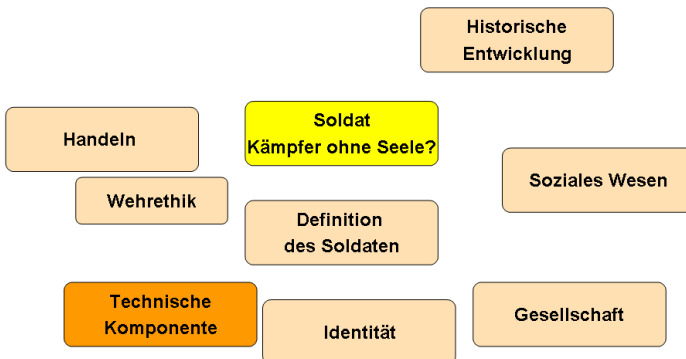 Historische
Entwicklung
Soldat
Kämpfer ohne Seele?
Handeln
Soziales Wesen
Wehrethik
Definition
des Soldaten
Technische
Komponente
Identität
Gesellschaft